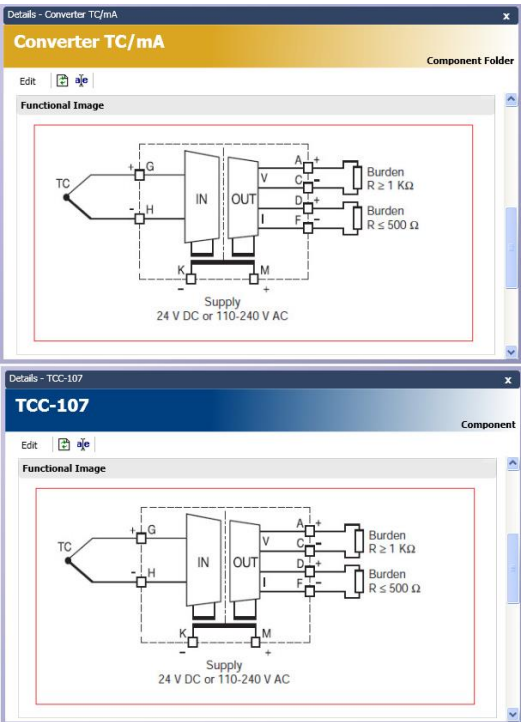 Details - Converter TC/mA x
Converter TC/mA
Component Folder
Edit aỊe
Functional Image
TC
+ G
- H
IN
OUT
V
I
A +
C -
D +
F -
Burden
R ≥ 1 KΩ
Burden
R ≤ 500 Ω
K
-
M
+
Supply
24 V DC or 110-240 V AC
Details - TCC-107 x
TCC-107
Component
Edit aỊe
Functional Image
TC
+ G
- H
IN
OUT
V
I
A +
C -
D +
F -
Burden
R ≥ 1 KΩ
Burden
R ≤ 500 Ω
K
-
M
+
Supply
24 V DC or 110-240 V AC